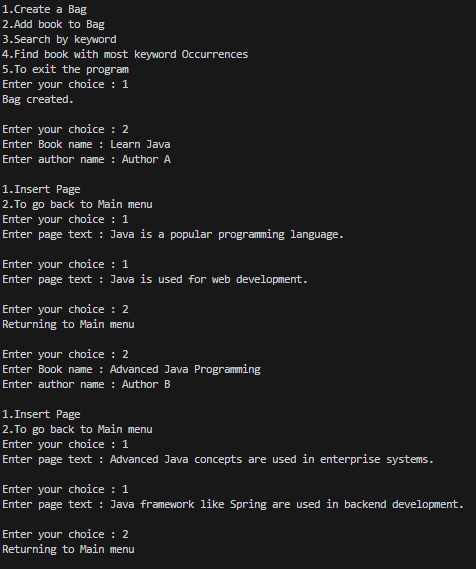 1.Create a Bag
2.Add book to Bag
3.Search by keyword
4.Find book with most keyword Occurrences
5.To exit the program
Enter your choice : 1
Bag created.
Enter your choice : 2
Enter Book name : Learn Java
Enter author name : Author A
1.Insert Page
2.To go back to Main menu
Enter your choice : 1
Enter page text : Java is a popular programming language.
Enter your choice : 1
Enter page text : Java is used for web development.
Enter your choice : 2
Returning to Main menu
Enter your choice : 2
Enter Book name : Advanced Java Programming
Enter author name : Author B
1.Insert Page
2.To go back to Main menu
Enter your choice : 1
Enter page text : Advanced Java concepts are used in enterprise systems.
Enter your choice : 1
Enter page text : Java framework like Spring are used in backend development.
Enter your choice : 2
Returning to Main menu